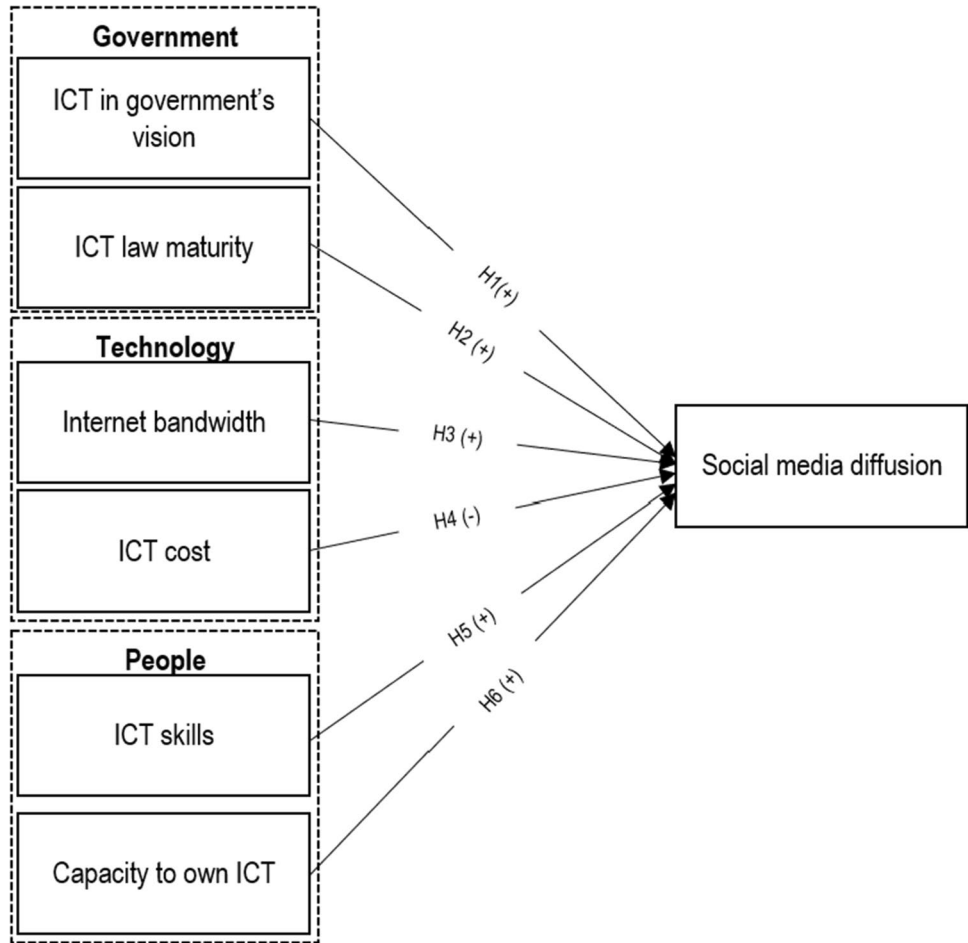 Government
ICT in government’s
vision
ICT law maturity
H1(+)
H2 (+)
Technology
Internet bandwidth
H3 (+)
Social media diffusion
ICT cost
H4 (-)
People
ICT skills
H5 (+)
H6 (+)
Capacity to own ICT